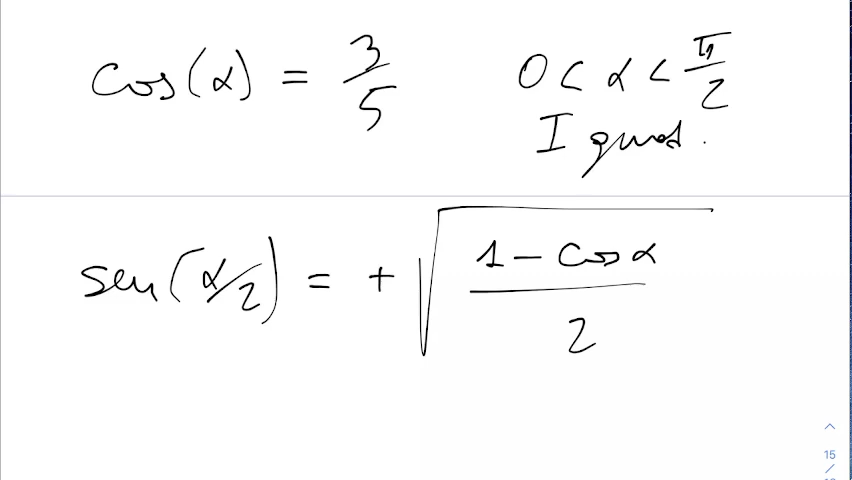 cos(α) = 3/5 0 < α < π/2
I quad.
sen(α/2) = + √((1 - cos α)/2)
15
/